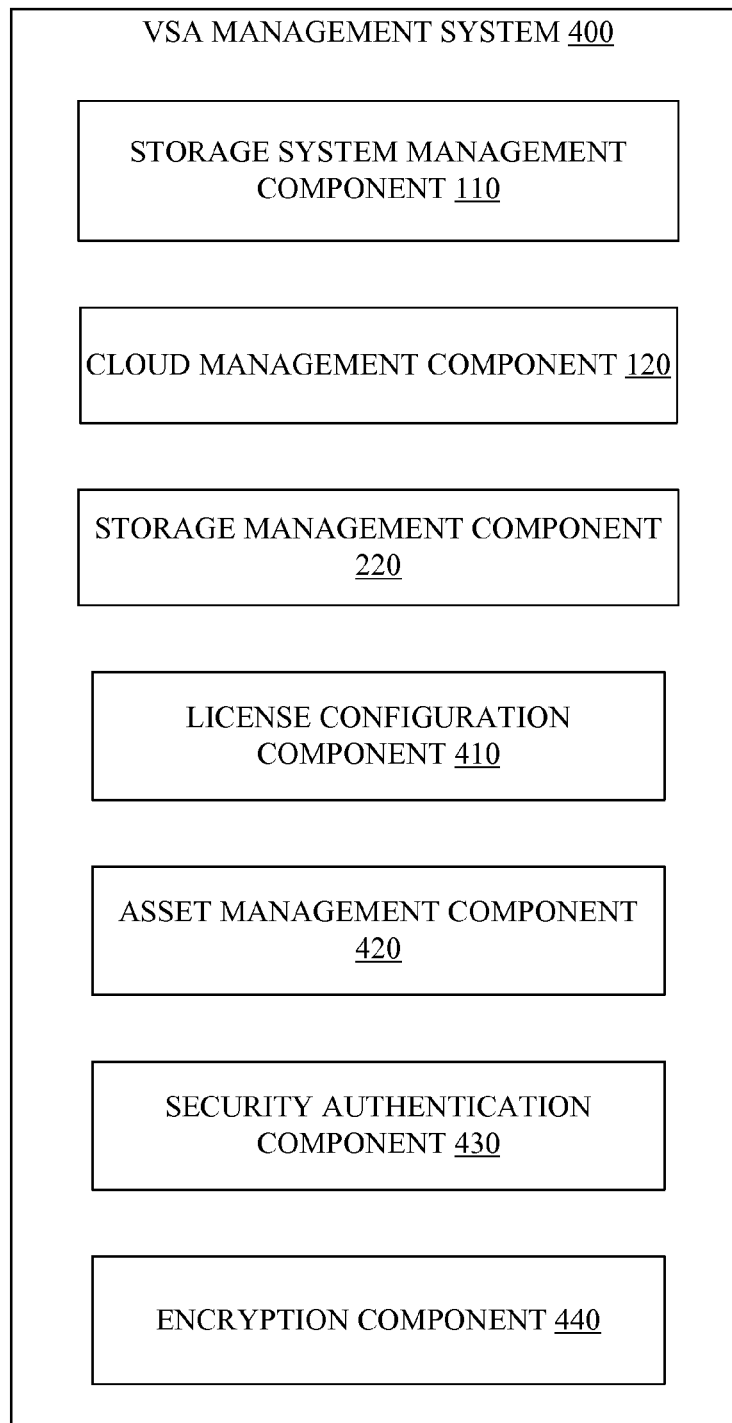 VSA MANAGEMENT SYSTEM 400
STORAGE SYSTEM MANAGEMENT
COMPONENT 110
CLOUD MANAGEMENT COMPONENT 120
STORAGE MANAGEMENT COMPONENT
220
LICENSE CONFIGURATION
COMPONENT 410
ASSET MANAGEMENT COMPONENT
420
SECURITY AUTHENTICATION
COMPONENT 430
ENCRYPTION COMPONENT 440